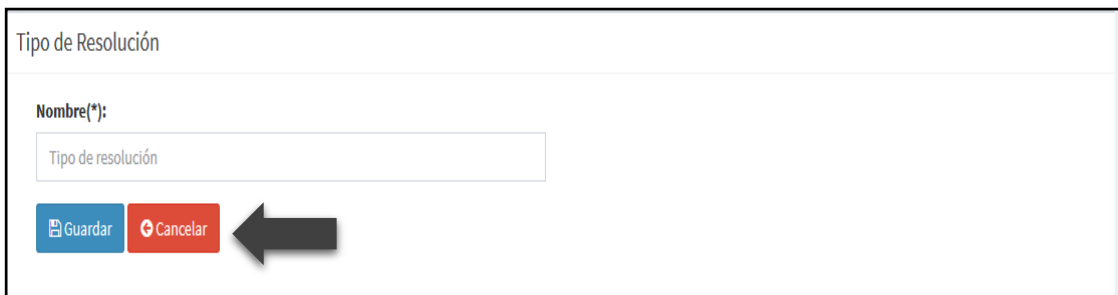 Tipo de Resolución
Nombre(*):
Tipo de resolución
Guardar Cancelar